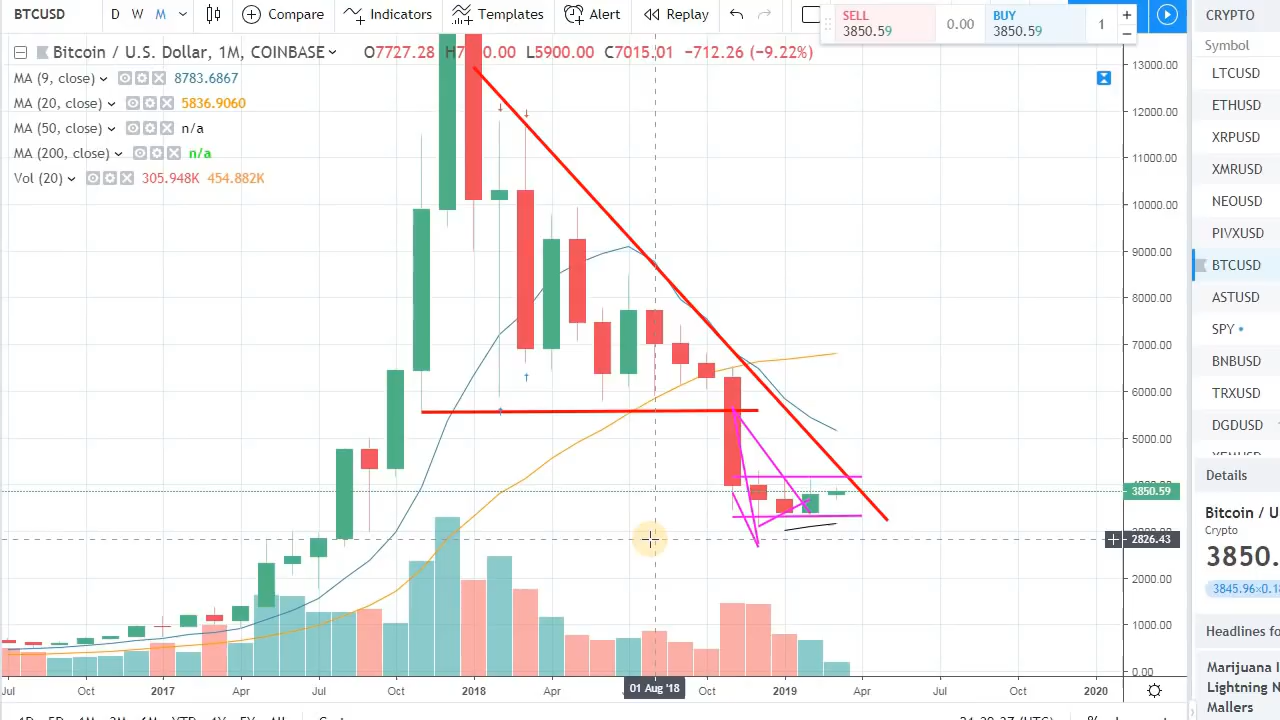 BTCUSD D W M Compare Indicators Templates Alert Replay
SELL 3850.59 0.00 BUY 3850.59 1 + −
Bitcoin / U.S. Dollar, 1M, COINBASE O7727.28 L5900.00 C7015.01 −712.26 (−9.22%)
MA (9, close) 8783.6867
MA (20, close) 5836.9060
MA (50, close) n/a
MA (200, close) n/a
Vol (20) 305.948K 454.882K
13000.00
12000.00
11000.00
10000.00
9000.00
8000.00
7000.00
6000.00
5000.00
3850.59
2826.43
2000.00
1000.00
0.00
Jul Oct 2017 Apr Jul Oct 2018 Apr 01 Aug '18 Oct 2019 Apr Jul Oct 2020
CRYPTO
Symbol
LTCUSD
ETHUSD
XRPUSD
XMRUSD
NEOUSD
PIVXUSD
BTCUSD
ASTUSD
SPY
BNBUSD
TRXUSD
DGDUSD
Details
Bitcoin / U
Crypto
3850.
3845.96×0.18
Headlines fo
Marijuana I
Lightning N
Mallers